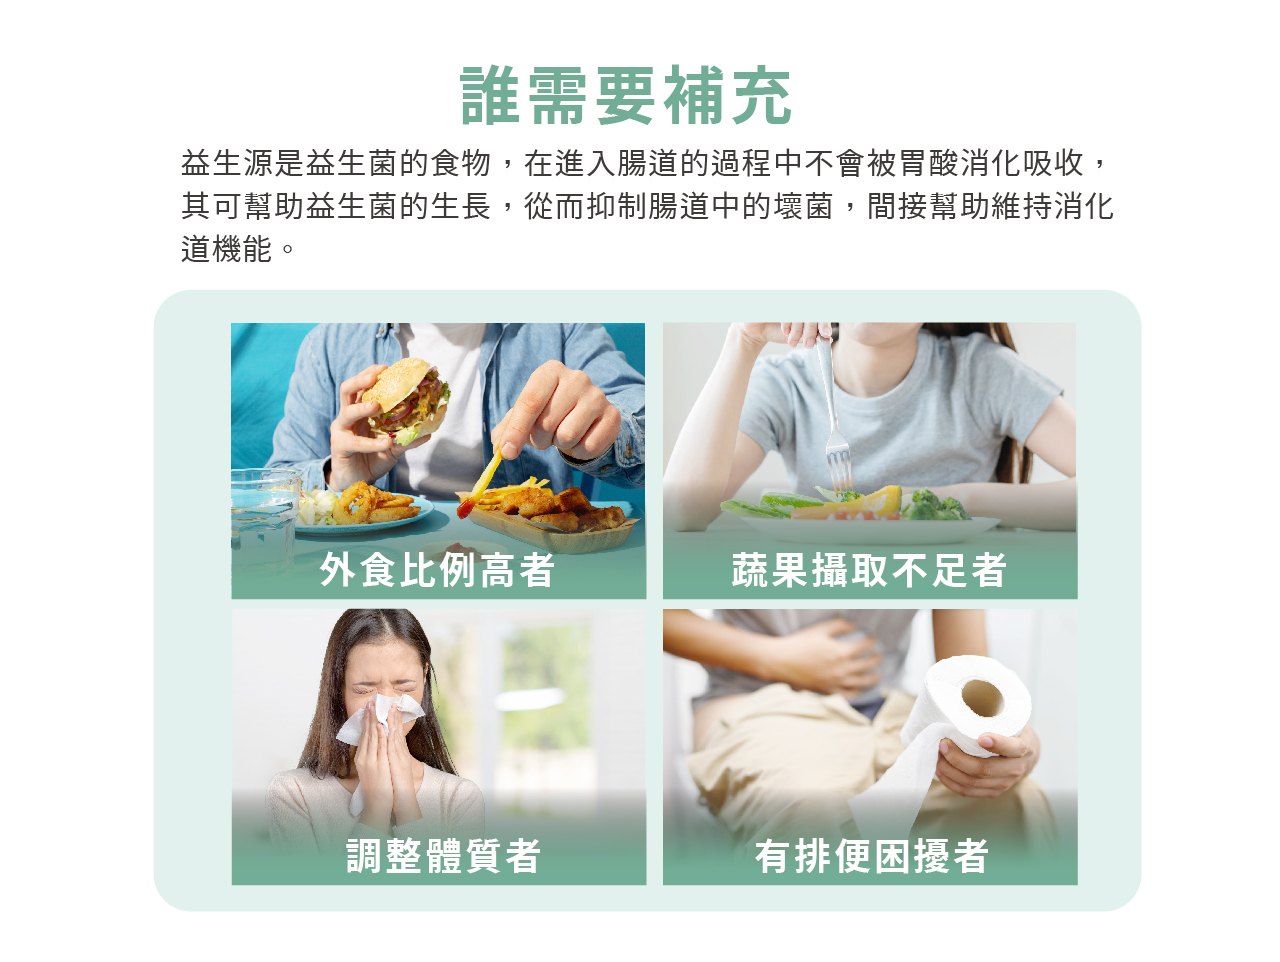 誰需要補充
益生源是益生菌的食物，在進入腸道的過程中不會被胃酸消化吸收，
其可幫助益生菌的生長，從而抑制腸道中的壞菌，間接幫助維持消化
道機能。
外食比例高者
蔬果攝取不足者
調整體質者
有排便困擾者